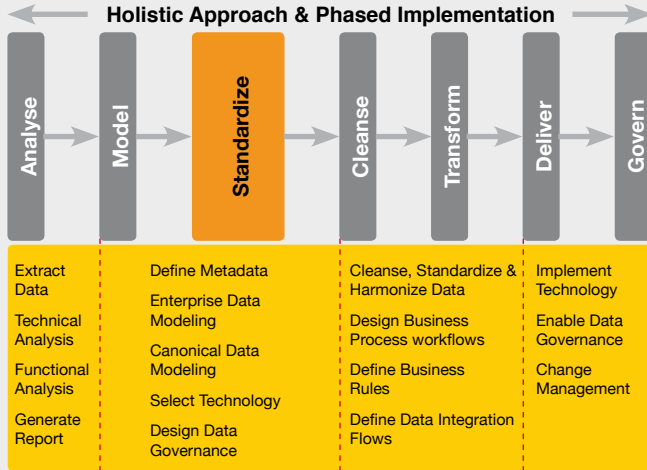 Holistic Approach & Phased Implementation
Analyse
Model
Standardize
Cleanse
Transform
Deliver
Govern
Extract
Data
Technical
Analysis
Functional
Analysis
Generate
Report
Define Metadata
Enterprise Data
Modeling
Canonical Data
Modeling
Select Technology
Design Data
Governance
Cleanse, Standardize &
Harmonize Data
Design Business
Process workflows
Define Business
Rules
Define Data Integration
Flows
Implement
Technology
Enable Data
Governance
Change
Management